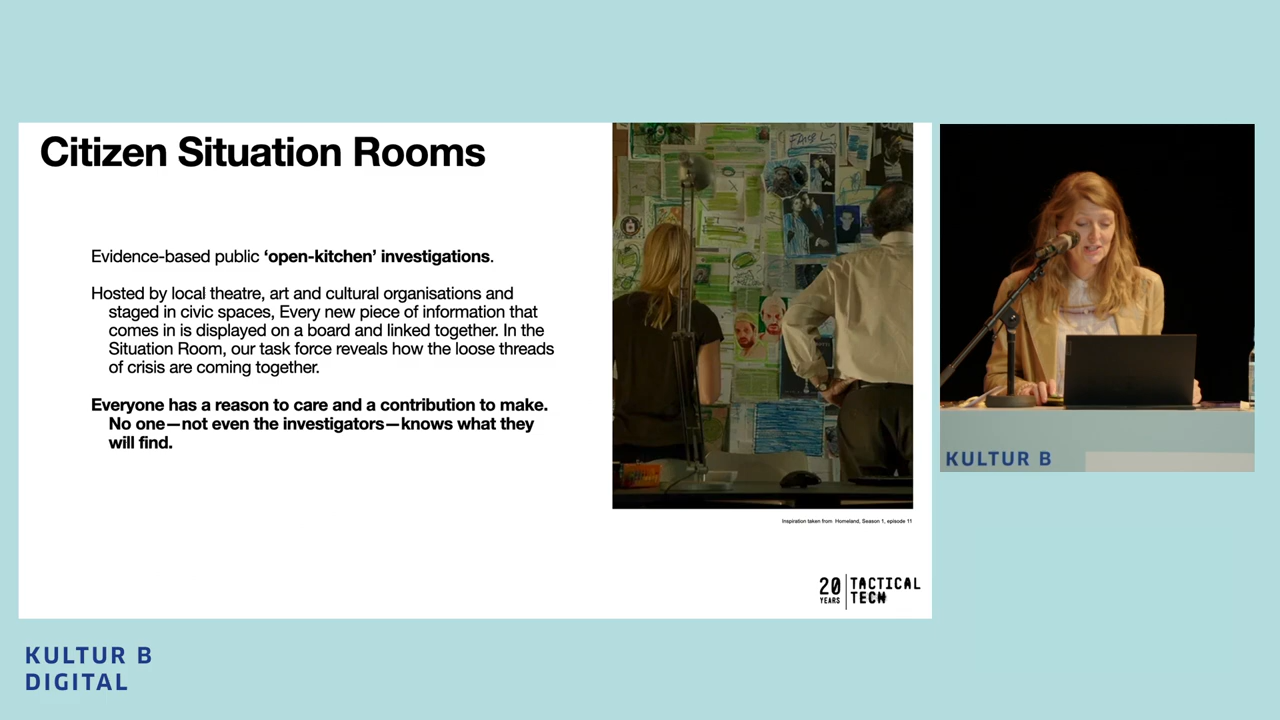 Citizen Situation Rooms
Evidence-based public ‘open-kitchen’ investigations.
Hosted by local theatre, art and cultural organisations and
staged in civic spaces, Every new piece of information that
comes in is displayed on a board and linked together. In the
Situation Room, our task force reveals how the loose threads
of crisis are coming together.
Everyone has a reason to care and a contribution to make.
No one—not even the investigators—knows what they
will find.
Inspiration taken from Homeland, Season 1, episode 11
20
YEARS
TACTICAL
TECH
KULTUR B
KULTUR B
DIGITAL